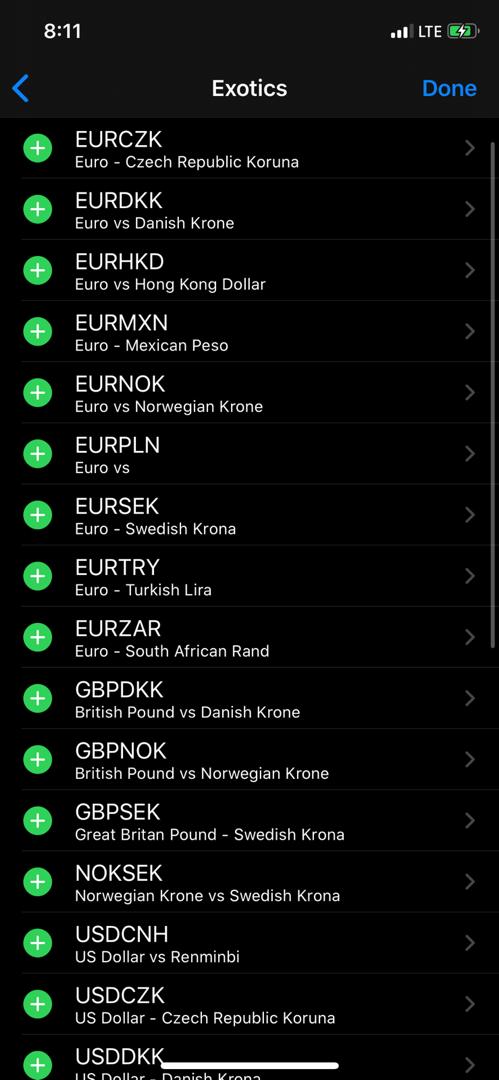 8:11
LTE
Exotics
Done
EURCZK
Euro - Czech Republic Koruna
EURDKK
Euro vs Danish Krone
EURHKD
Euro vs Hong Kong Dollar
EURMXN
Euro - Mexican Peso
EURNOK
Euro vs Norwegian Krone
EURPLN
Euro vs
EURSEK
Euro - Swedish Krona
EURTRY
Euro - Turkish Lira
EURZAR
Euro - South African Rand
GBPDKK
British Pound vs Danish Krone
GBPNOK
British Pound vs Norwegian Krone
GBPSEK
Great Britan Pound - Swedish Krona
NOKSEK
Norwegian Krone vs Swedish Krona
USDCNH
US Dollar vs Renminbi
USDCZK
US Dollar - Czech Republic Koruna
USDDKK
US Dollar - Danish Krona